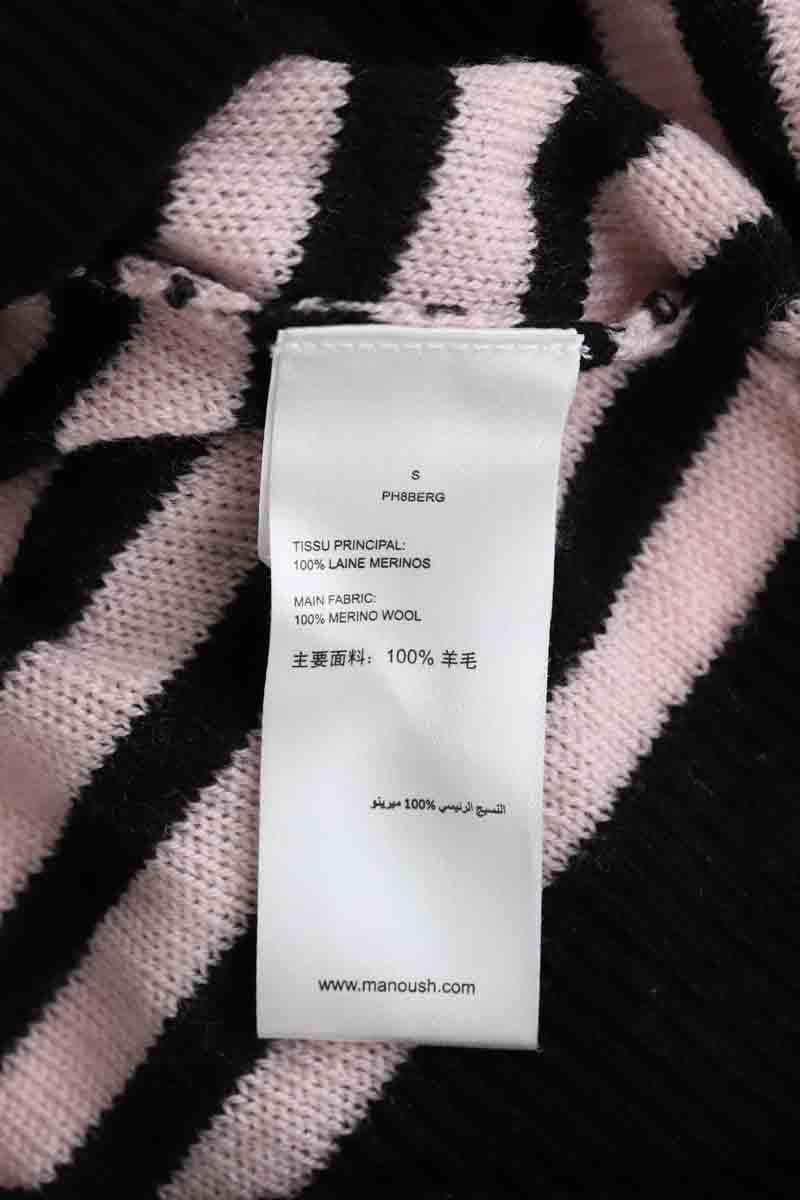 S
PH8BERG
TISSU PRINCIPAL:
100% LAINE MERINOS
MAIN FABRIC:
100% MERINO WOOL
主要面料：100% 羊毛
النسيج الرئيسي %100 ميرينو
www.manoush.com